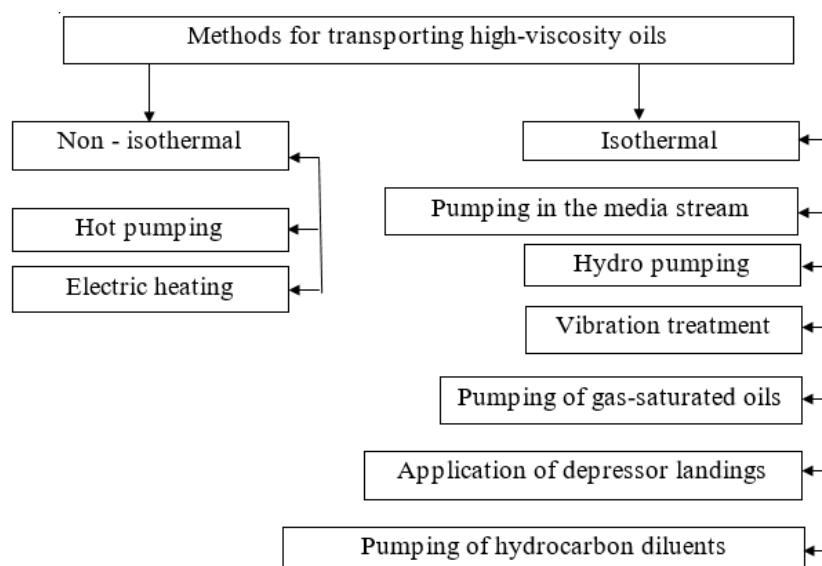 Methods for transporting high-viscosity oils
Non - isothermal
Isothermal
Hot pumping
Electric heating
Pumping in the media stream
Hydro pumping
Vibration treatment
Pumping of gas-saturated oils
Application of depressor landings
Pumping of hydrocarbon diluents